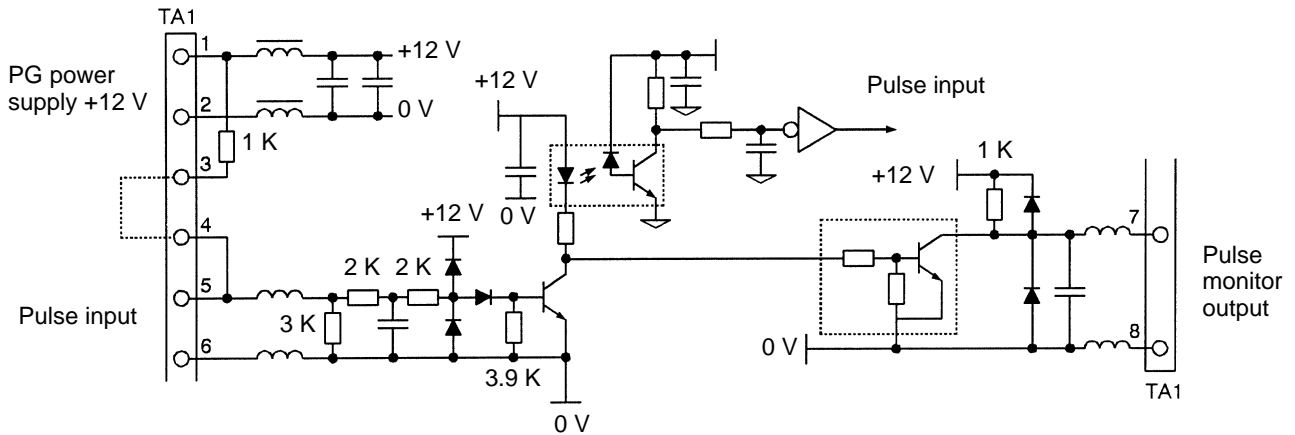 TA1
1
+12 V
PG power
supply +12 V
2
0 V
1 K
3
4
+12 V
0 V
Pulse input
+12 V
2 K
2 K
5
Pulse input
3 K
6
3.9 K
0 V
1 K
+12 V
7
Pulse
monitor
output
0 V
8
TA1